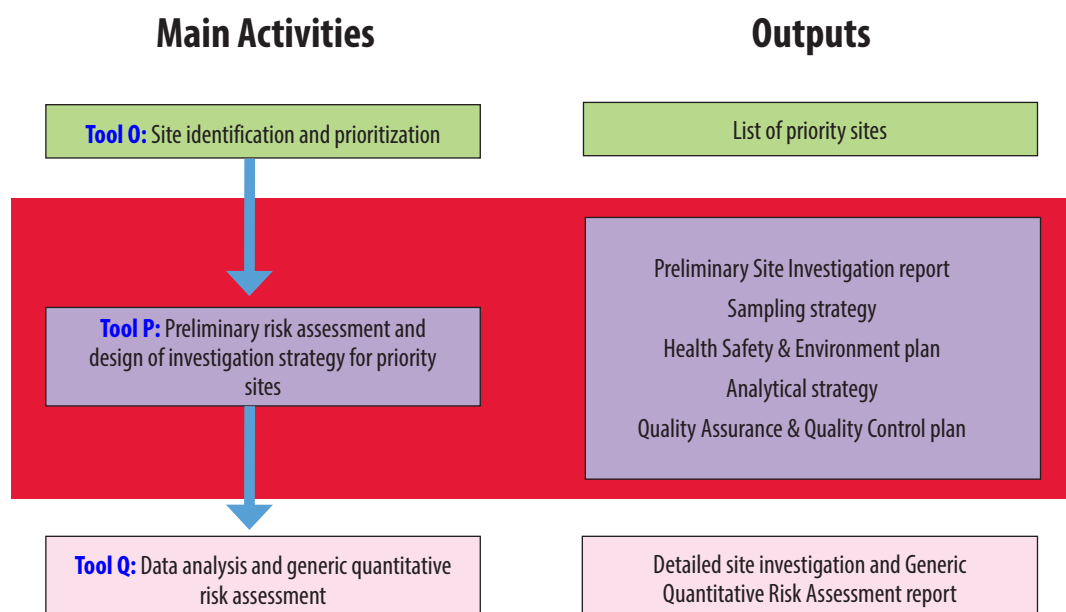 Main Activities
Outputs
Tool O: Site identification and prioritization
List of priority sites
Tool P: Preliminary risk assessment and
design of investigation strategy for priority
sites
Preliminary Site Investigation report
Sampling strategy
Health Safety & Environment plan
Analytical strategy
Quality Assurance & Quality Control plan
Tool Q: Data analysis and generic quantitative
risk assessment
Detailed site investigation and Generic
Quantitative Risk Assessment report